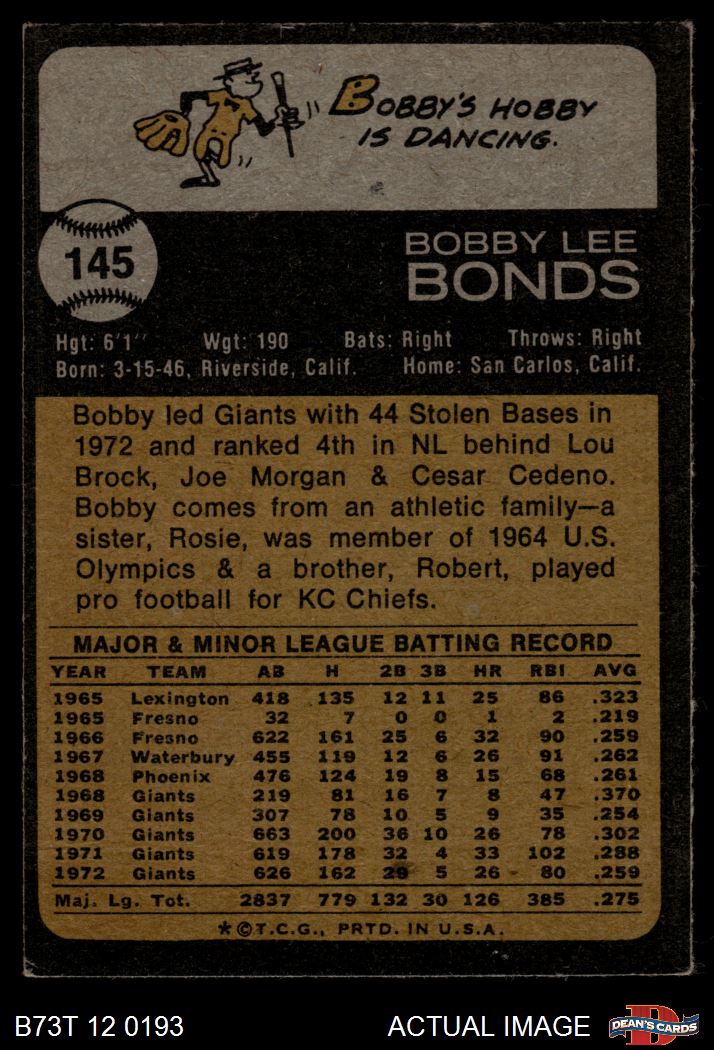 BOBBY'S HOBBY
IS DANCING.
145
BOBBY LEE
BONDS
Hgt: 6'1" Wgt: 190 Bats: Right Throws: Right
Born: 3-15-46, Riverside, Calif. Home: San Carlos, Calif.
Bobby led Giants with 44 Stolen Bases in
1972 and ranked 4th in NL behind Lou
Brock, Joe Morgan & Cesar Cedeno.
Bobby comes from an athletic family—a
sister, Rosie, was member of 1964 U.S.
Olympics & a brother, Robert, played
pro football for KC Chiefs.
MAJOR & MINOR LEAGUE BATTING RECORD
YEAR TEAM AB H 2B 3B HR RBI AVG
1965 Lexington 418 135 12 11 25 86 .323
1965 Fresno 32 7 0 0 1 2 .219
1966 Fresno 622 161 25 6 32 90 .259
1967 Waterbury 455 119 12 6 26 91 .262
1968 Phoenix 476 124 19 8 15 68 .261
1968 Giants 219 81 16 7 8 47 .370
1969 Giants 307 78 10 5 9 35 .254
1970 Giants 663 200 36 10 26 78 .302
1971 Giants 619 178 32 4 33 102 .288
1972 Giants 626 162 29 5 26 80 .259
Maj. Lg. Tot. 2837 779 132 30 126 385 .275
*©T.C.G., PRTD. IN U.S.A.
B73T 12 0193 ACTUAL IMAGE DEAN'S CARDS